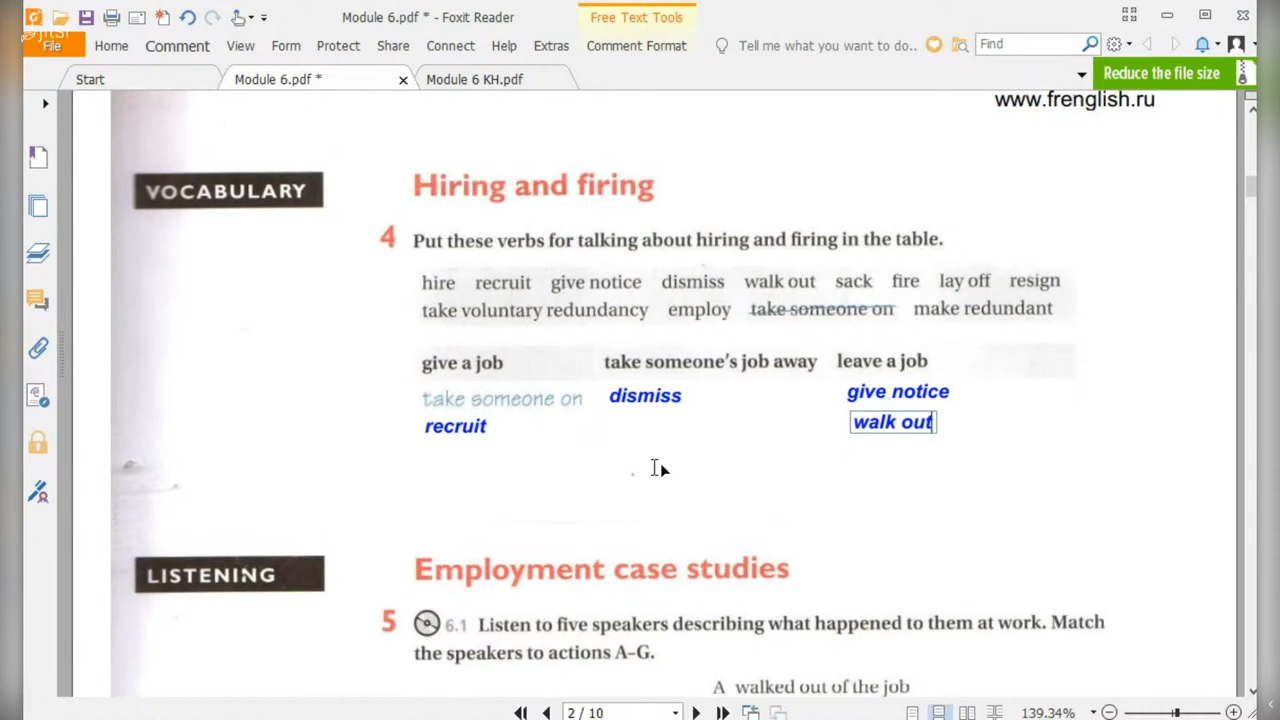 Module 6.pdf * - Foxit Reader
Free Text Tools
jitsi
File Home Comment View Form Protect Share Connect Help Extras Comment Format Tell me what you want to do.. Find
Start Module 6.pdf * Module 6 KH.pdf Reduce the file size
www.frenglish.ru
VOCABULARY
Hiring and firing
4 Put these verbs for talking about hiring and firing in the table.
hire recruit give notice dismiss walk out sack fire lay off resign
take voluntary redundancy employ take someone on make redundant
give a job take someone's job away leave a job
take someone on dismiss give notice
recruit walk out
LISTENING
Employment case studies
5 6.1 Listen to five speakers describing what happened to them at work. Match
the speakers to actions A–G.
A walked out of the job
2 / 10 139.34%